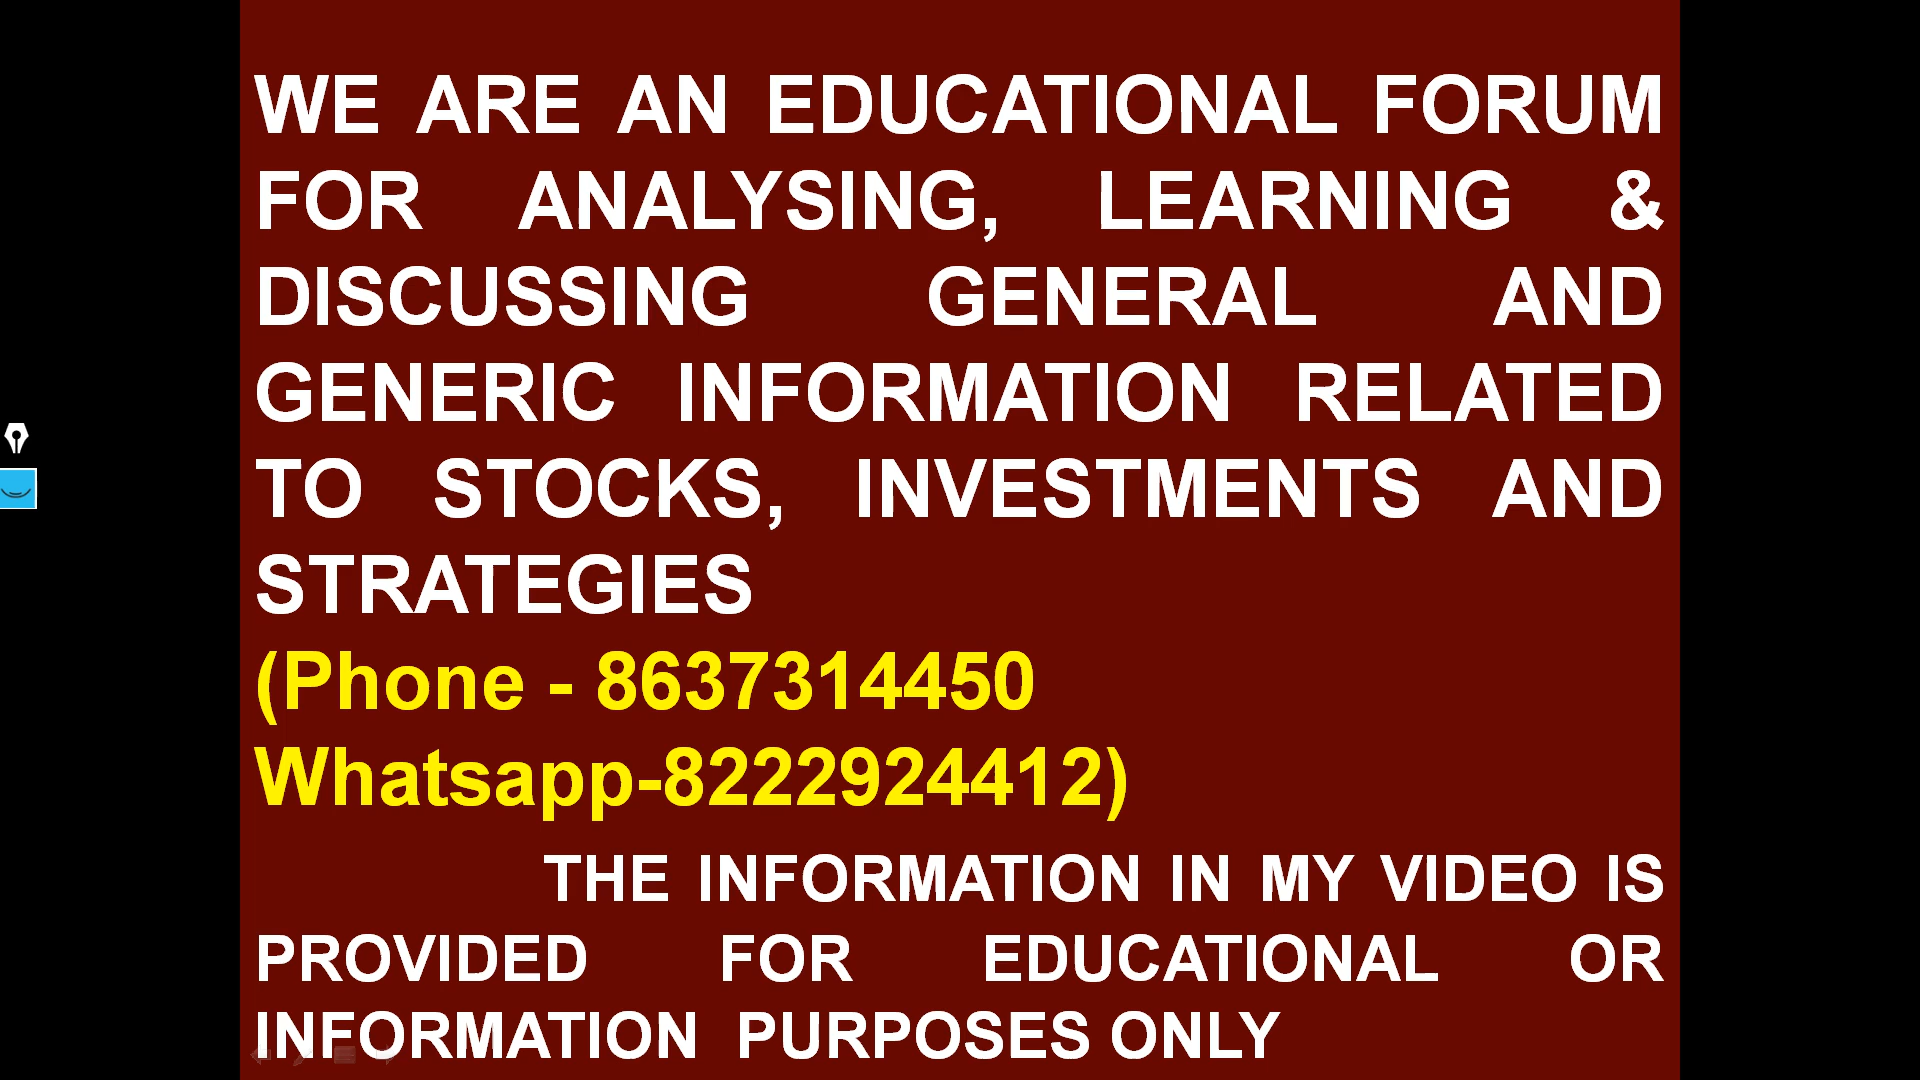 WE ARE AN EDUCATIONAL FORUM
FOR ANALYSING, LEARNING &
DISCUSSING GENERAL AND
GENERIC INFORMATION RELATED
TO STOCKS, INVESTMENTS AND
STRATEGIES
(Phone - 8637314450
Whatsapp-8222924412)
THE INFORMATION IN MY VIDEO IS
PROVIDED FOR EDUCATIONAL OR
INFORMATION PURPOSES ONLY